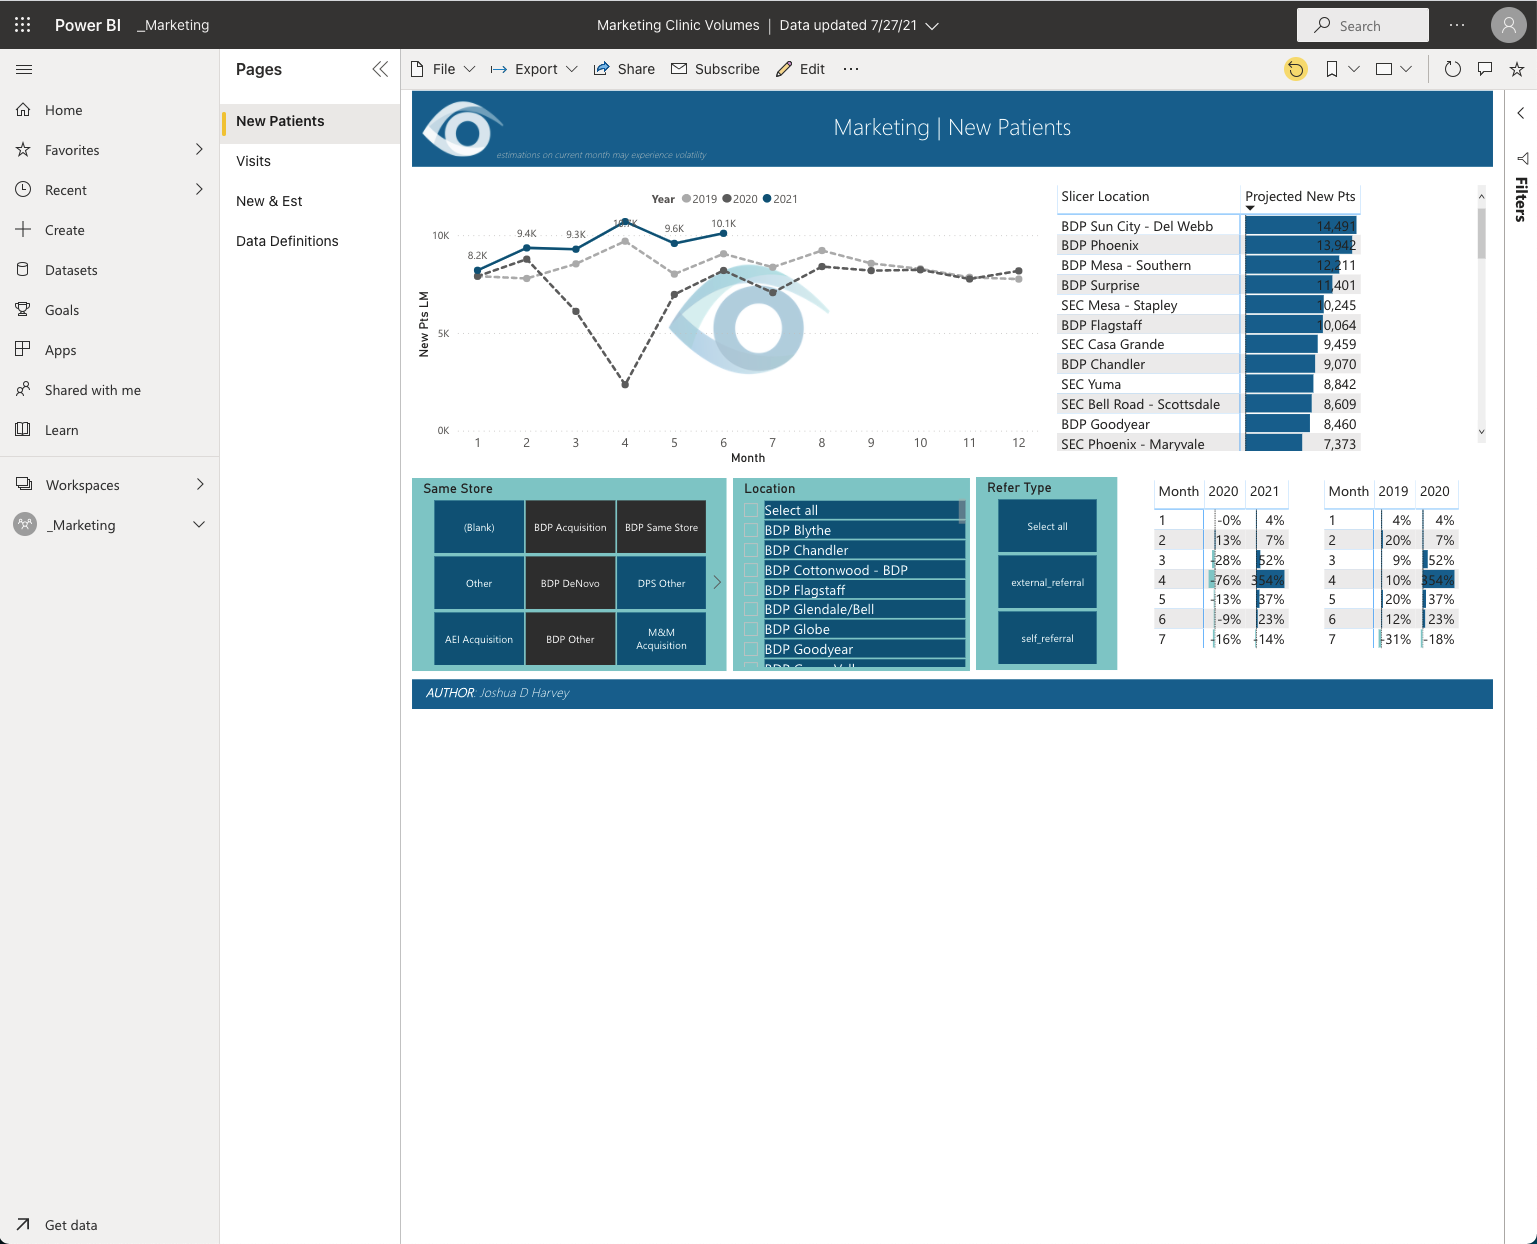 Power BI _Marketing
Marketing Clinic Volumes | Data updated 7/27/21
Search
Home
Favorites
Recent
Create
Datasets
Goals
Apps
Shared with me
Learn
Workspaces
_Marketing
Get data
Pages
New Patients
Visits
New & Est
Data Definitions
File Export Share Subscribe Edit
Filters
Marketing | New Patients
estimations on current month may experience volatility
Year 2019 2020 2021
New Pts LM
10K
5K
0K
8.2K 9.4K 9.3K 10.7K 9.6K 10.1K
1 2 3 4 5 6 7 8 9 10 11 12
Month
Slicer Location Projected New Pts
BDP Sun City - Del Webb 14,491
BDP Phoenix 13,942
BDP Mesa - Southern 12,211
BDP Surprise 11,401
SEC Mesa - Stapley 10,245
BDP Flagstaff 10,064
SEC Casa Grande 9,459
BDP Chandler 9,070
SEC Yuma 8,842
SEC Bell Road - Scottsdale 8,609
BDP Goodyear 8,460
SEC Phoenix - Maryvale 7,373
Same Store
(Blank) BDP Acquisition BDP Same Store
Other BDP DeNovo DPS Other
AEI Acquisition BDP Other M&M Acquisition
Location
Select all
BDP Blythe
BDP Chandler
BDP Cottonwood - BDP
BDP Flagstaff
BDP Glendale/Bell
BDP Globe
BDP Goodyear
Refer Type
Select all
external_referral
self_referral
Month 2020 2021
1 -0% 4%
2 13% 7%
3 -28% 52%
4 -76% 354%
5 -13% 37%
6 -9% 23%
7 -16% -14%
Month 2019 2020
1 4% 4%
2 20% 7%
3 9% 52%
4 10% 354%
5 20% 37%
6 12% 23%
7 -31% -18%
AUTHOR: Joshua D Harvey